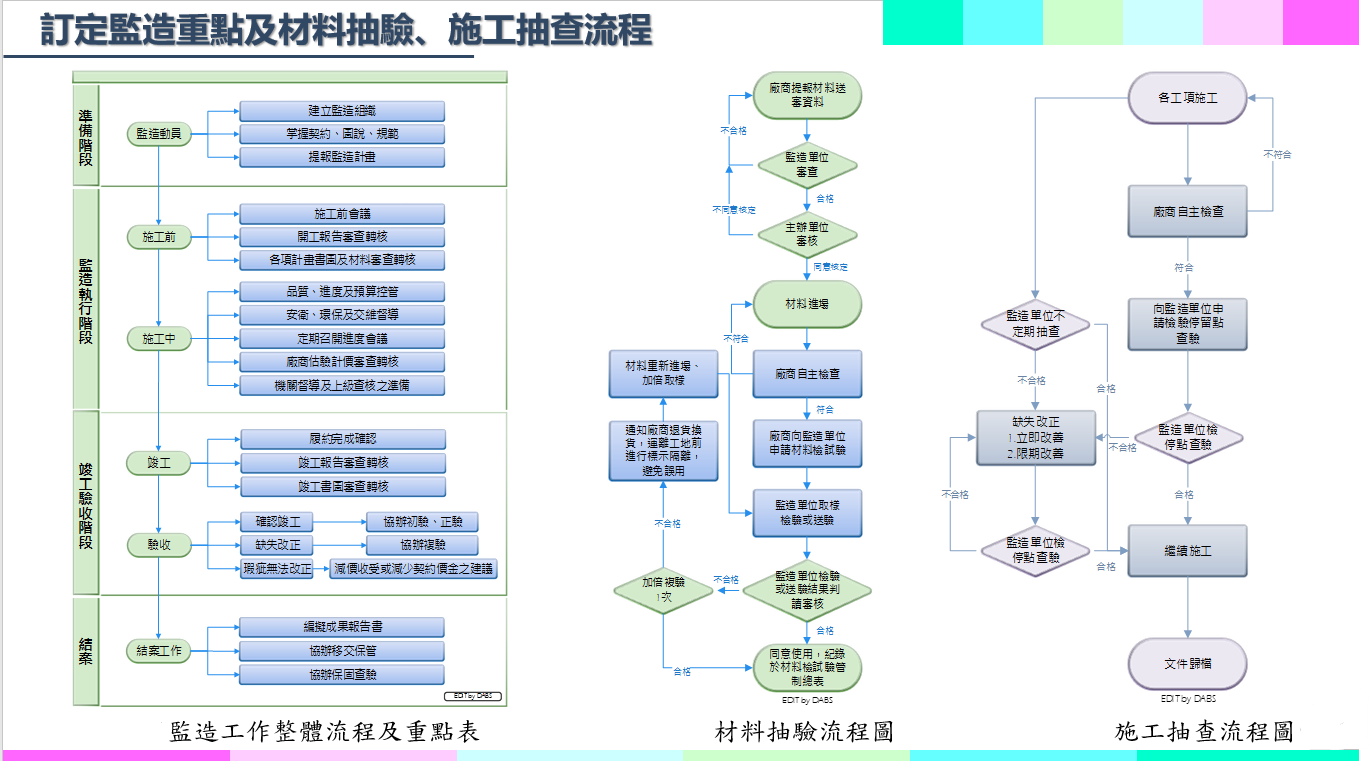 訂定監造重點及材料抽驗、施工抽查流程
準備階段
監造動員
建立監造組織
掌握契約、圖說、規範
提報監造計畫
監造執行階段
施工前
施工前會議
開工報告審查轉核
各項計畫書圖及材料審查轉核
施工中
品質、進度及預算控管
安衛、環保及交維督導
定期召開進度會議
廠商估驗計價審查轉核
機關督導及上級查核之準備
竣工驗收階段
竣工
履約完成確認
竣工報告審查轉核
竣工書圖審查轉核
驗收
確認竣工
協辦初驗、正驗
缺失改正
協辦複驗
瑕疵無法改正
減價收受或減少契約價金之建議
結案
結案工作
編擬成果報告書
協辦移交保管
協辦保固查驗
EDIT by DABS
監造工作整體流程及重點表
廠商提報材料送
審資料
不合格
監造單位
審查
合格
不同意核定
主辦單位
審核
同意核定
材料進場
不符合
材料重新進場、
加倍取樣
廠商自主檢查
符合
通知廠商退貨換
貨，運離工地前
進行標示隔離，
避免誤用
廠商向監造單位
申請材料檢試驗
監造單位取樣
檢驗或送驗
不合格
加倍複驗
1次
不合格
監造單位檢驗
或送驗結果判
讀審核
合格
合格
同意使用，紀錄
於材料檢試驗管
制總表
EDIT by DABS
材料抽驗流程圖
各工項施工
不符合
廠商自主檢查
符合
監造單位不
定期抽查
向監造單位申
請檢驗停留點
查驗
不合格
合格
缺失改正
1.立即改善
2.限期改善
監造單位檢
停點查驗
不合格
不合格
合格
監造單位檢
停點查驗
合格
繼續施工
文件歸檔
EDIT by DABS
施工抽查流程圖